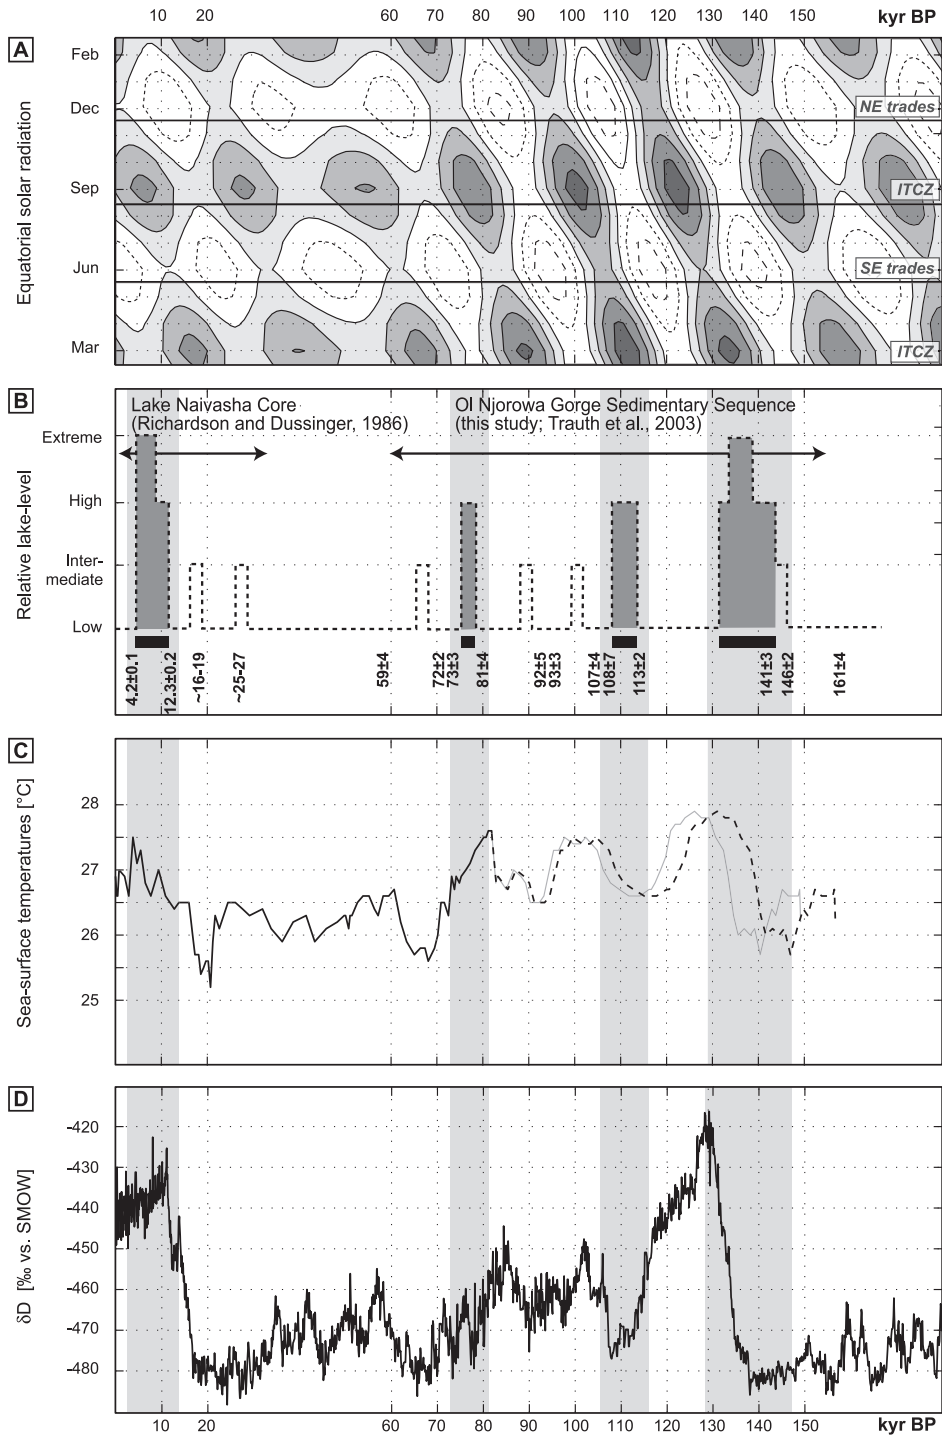 10 20 60 70 80 90 100 110 120 130 140 150 kyr BP
A
Equatorial solar radiation
Feb
Dec
Sep
Jun
Mar
NE trades
ITCZ
SE trades
ITCZ
B
Relative lake-level
Lake Naivasha Core
(Richardson and Dussinger, 1986)
Ol Njorowa Gorge Sedimentary Sequence
(this study; Trauth et al., 2003)
Extreme
High
Inter-
mediate
Low
4.2±0.1
12.3±0.2
~16-19
~25-27
59±4
72±2
73±3
81±4
92±5
93±3
107±4
108±7
113±2
141±3
146±2
161±4
C
Sea-surface temperatures [°C]
28
27
26
25
D
δD [‰ vs. SMOW]
-420
-430
-440
-450
-460
-470
-480
10 20 60 70 80 90 100 110 120 130 140 150 kyr BP